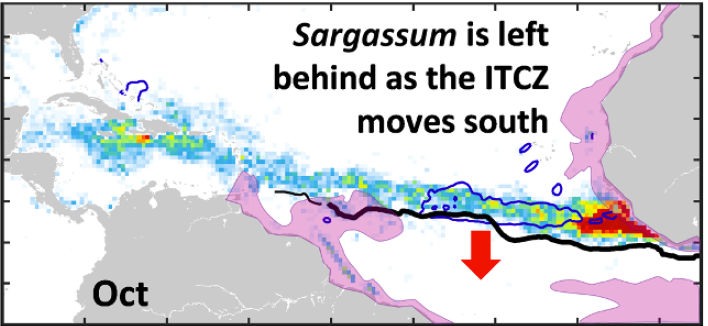 Sargassum is left
behind as the ITCZ
moves south
Oct